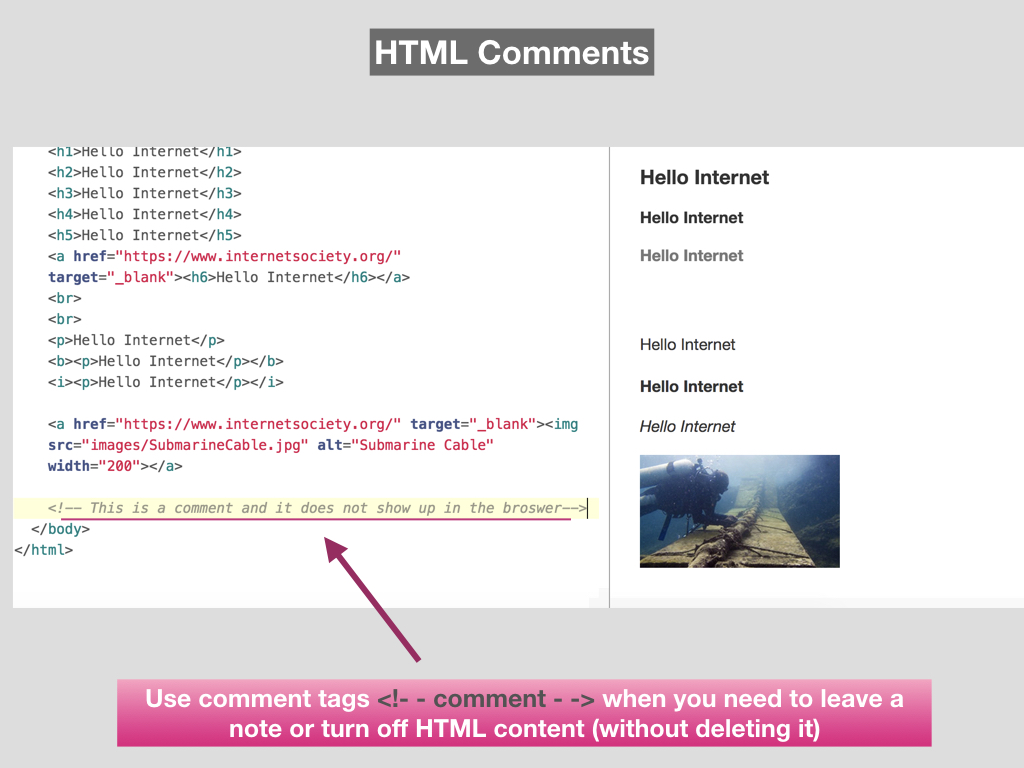 HTML Comments
<h1>Hello Internet</h1>
<h2>Hello Internet</h2>
<h3>Hello Internet</h3>
<h4>Hello Internet</h4>
<h5>Hello Internet</h5>
<a href="https://www.internetsociety.org/"
target="_blank"><h6>Hello Internet</h6></a>
<br>
<br>
<p>Hello Internet</p>
<b><p>Hello Internet</p></b>
<i><p>Hello Internet</p></i>
<a href="https://www.internetsociety.org/" target="_blank"><img
src="images/SubmarineCable.jpg" alt="Submarine Cable"
width="200"></a>
<!-- This is a comment and it does not show up in the broswer-->
</body>
</html>
Hello Internet
Hello Internet
Hello Internet
Hello Internet
Hello Internet
Hello Internet
Use comment tags <!- - comment - -> when you need to leave a
note or turn off HTML content (without deleting it)